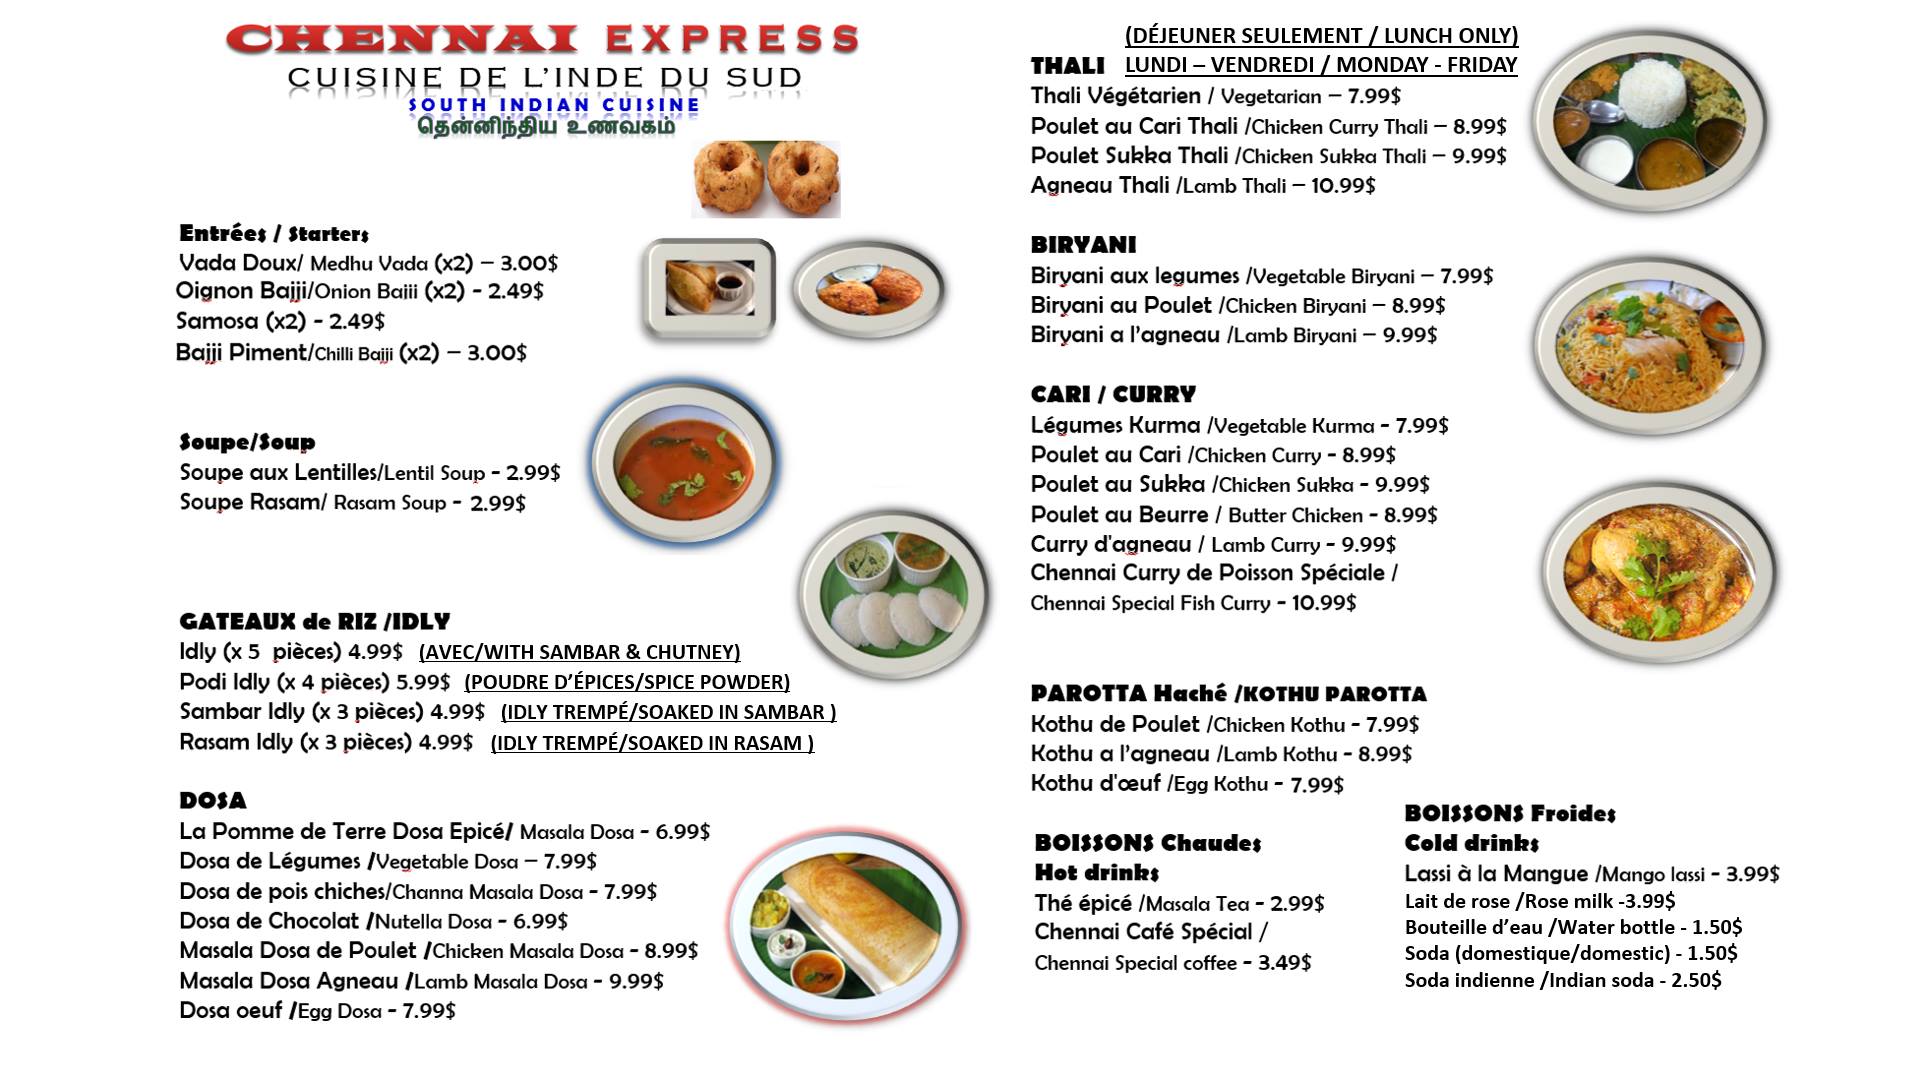 CHENNAI EXPRESS
CUISINE DE L'INDE DU SUD
SOUTH INDIAN CUISINE
தென்னிந்திய உணவகம்
Entrées / Starters
Vada Doux/ Medhu Vada (x2) – 3.00$
Oignon Bajji/Onion Bajji (x2) - 2.49$
Samosa (x2) - 2.49$
Bajji Piment/Chilli Bajji (x2) – 3.00$
Soupe/Soup
Soupe aux Lentilles/Lentil Soup - 2.99$
Soupe Rasam/ Rasam Soup - 2.99$
GATEAUX de RIZ /IDLY
Idly (x 5 pièces) 4.99$ (AVEC/WITH SAMBAR & CHUTNEY)
Podi Idly (x 4 pièces) 5.99$ (POUDRE D'ÉPICES/SPICE POWDER)
Sambar Idly (x 3 pièces) 4.99$ (IDLY TREMPÉ/SOAKED IN SAMBAR )
Rasam Idly (x 3 pièces) 4.99$ (IDLY TREMPÉ/SOAKED IN RASAM )
DOSA
La Pomme de Terre Dosa Epicé/ Masala Dosa - 6.99$
Dosa de Légumes /Vegetable Dosa – 7.99$
Dosa de pois chiches/Channa Masala Dosa - 7.99$
Dosa de Chocolat /Nutella Dosa - 6.99$
Masala Dosa de Poulet /Chicken Masala Dosa - 8.99$
Masala Dosa Agneau /Lamb Masala Dosa - 9.99$
Dosa oeuf /Egg Dosa - 7.99$
(DÉJEUNER SEULEMENT / LUNCH ONLY)
THALI LUNDI – VENDREDI / MONDAY - FRIDAY
Thali Végétarien / Vegetarian – 7.99$
Poulet au Cari Thali /Chicken Curry Thali – 8.99$
Poulet Sukka Thali /Chicken Sukka Thali – 9.99$
Agneau Thali /Lamb Thali – 10.99$
BIRYANI
Biryani aux legumes /Vegetable Biryani – 7.99$
Biryani au Poulet /Chicken Biryani – 8.99$
Biryani a l'agneau /Lamb Biryani – 9.99$
CARI / CURRY
Légumes Kurma /Vegetable Kurma - 7.99$
Poulet au Cari /Chicken Curry - 8.99$
Poulet au Sukka /Chicken Sukka - 9.99$
Poulet au Beurre / Butter Chicken - 8.99$
Curry d'agneau / Lamb Curry - 9.99$
Chennai Curry de Poisson Spéciale /
Chennai Special Fish Curry - 10.99$
PAROTTA Haché /KOTHU PAROTTA
Kothu de Poulet /Chicken Kothu - 7.99$
Kothu a l'agneau /Lamb Kothu - 8.99$
Kothu d'œuf /Egg Kothu - 7.99$
BOISSONS Chaudes
Hot drinks
Thé épicé /Masala Tea - 2.99$
Chennai Café Spécial /
Chennai Special coffee - 3.49$
BOISSONS Froides
Cold drinks
Lassi à la Mangue /Mango lassi - 3.99$
Lait de rose /Rose milk -3.99$
Bouteille d'eau /Water bottle - 1.50$
Soda (domestique/domestic) - 1.50$
Soda indienne /Indian soda - 2.50$